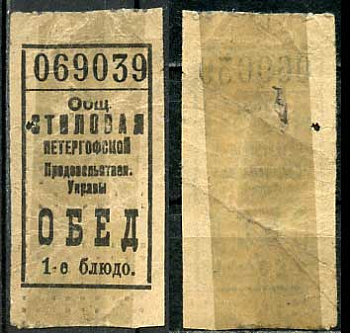 069039
Общ.
СТОЛОВАЯ
ПЕТЕРГОФСКОЙ
Продовольствен.
Управы
ОБЕД
1-е блюдо.